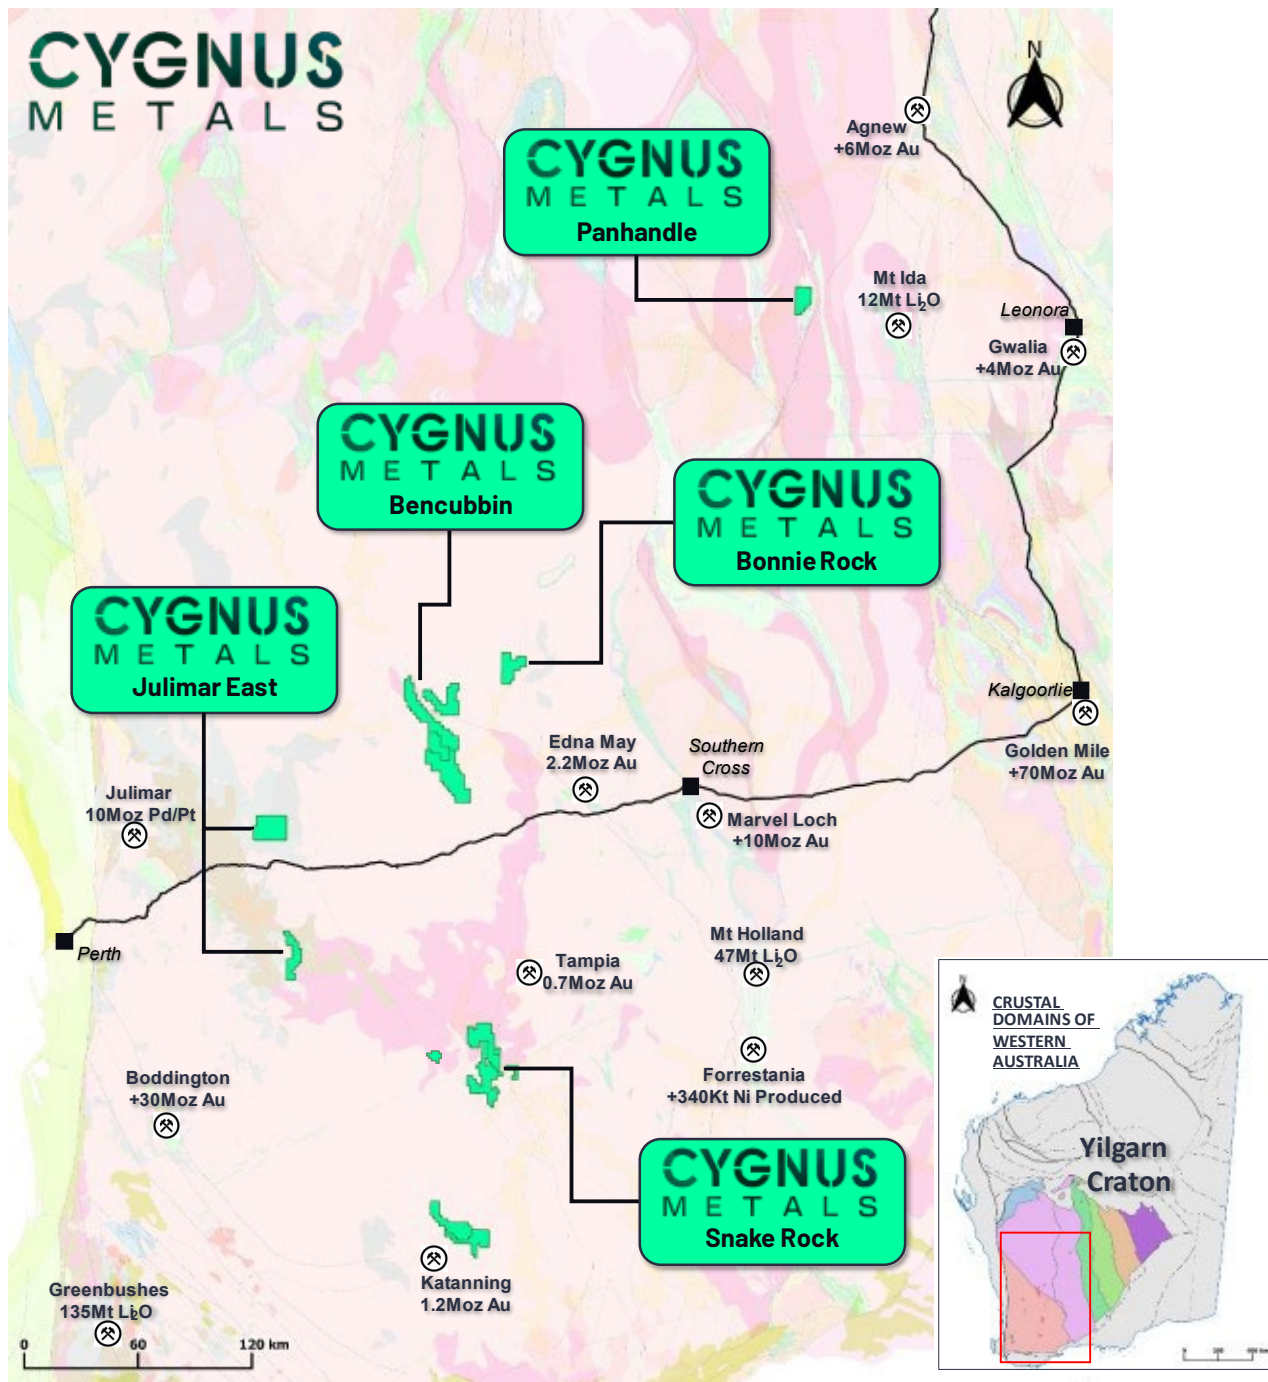 CYGNUS
METALS
N
Agnew
+6Moz Au
CYGNUS
METALS
Panhandle
Mt Ida
12Mt Li2O
Leonora
Gwalia
+4Moz Au
CYGNUS
METALS
Bencubbin
CYGNUS
METALS
Bonnie Rock
CYGNUS
METALS
Julimar East
Kalgoorlie
Golden Mile
+70Moz Au
Edna May
2.2Moz Au
Southern
Cross
Julimar
10Moz Pd/Pt
Marvel Loch
+10Moz Au
Perth
Mt Holland
47Mt Li2O
Tampia
0.7Moz Au
Forrestania
+340Kt Ni Produced
Boddington
+30Moz Au
CYGNUS
METALS
Snake Rock
Katanning
1.2Moz Au
Greenbushes
135Mt Li2O
0 60 120 km
N
CRUSTAL
DOMAINS OF
WESTERN
AUSTRALIA
Yilgarn
Craton